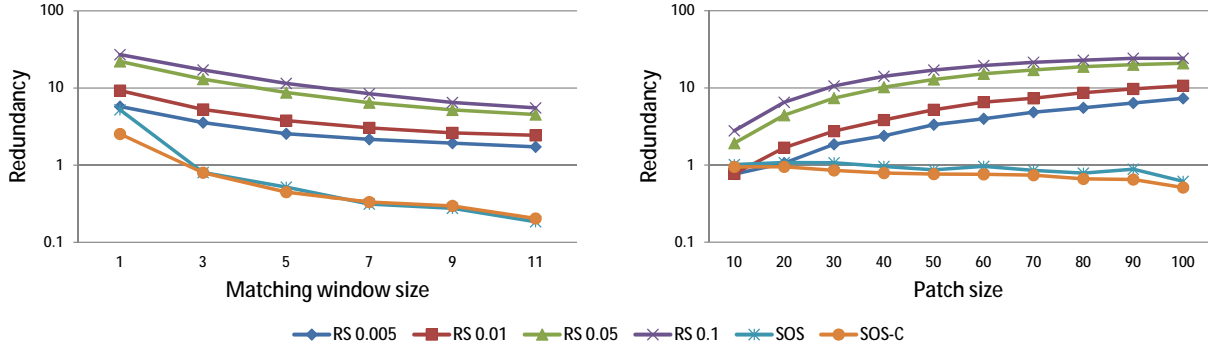 100
10
1
0.1
Redundancy
1 3 5 7 9 11
Matching window size
100
10
1
0.1
Redundancy
10 20 30 40 50 60 70 80 90 100
Patch size
RS 0.005 RS 0.01 RS 0.05 RS 0.1 SOS SOS-C